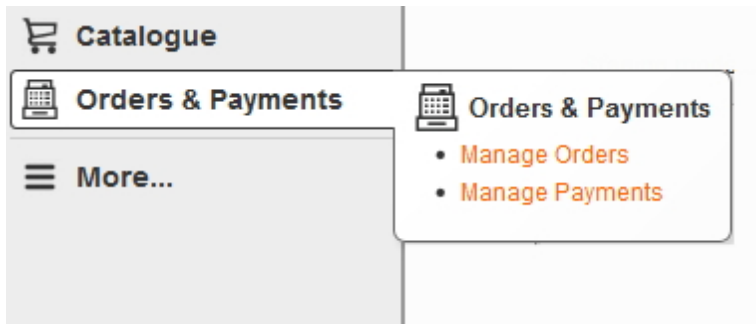 Catalogue
Orders & Payments
More...
Orders & Payments
Manage Orders
Manage Payments